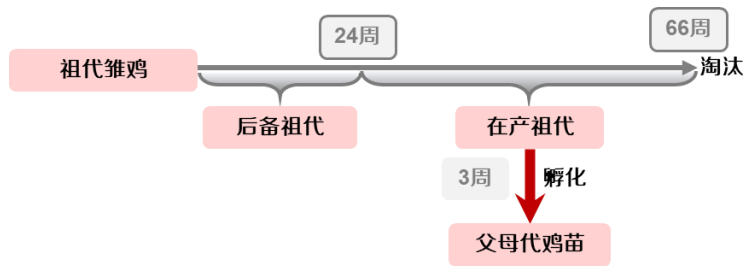 24周
66周
祖代雏鸡
淘汰
后备祖代
在产祖代
3周
孵化
父母代鸡苗